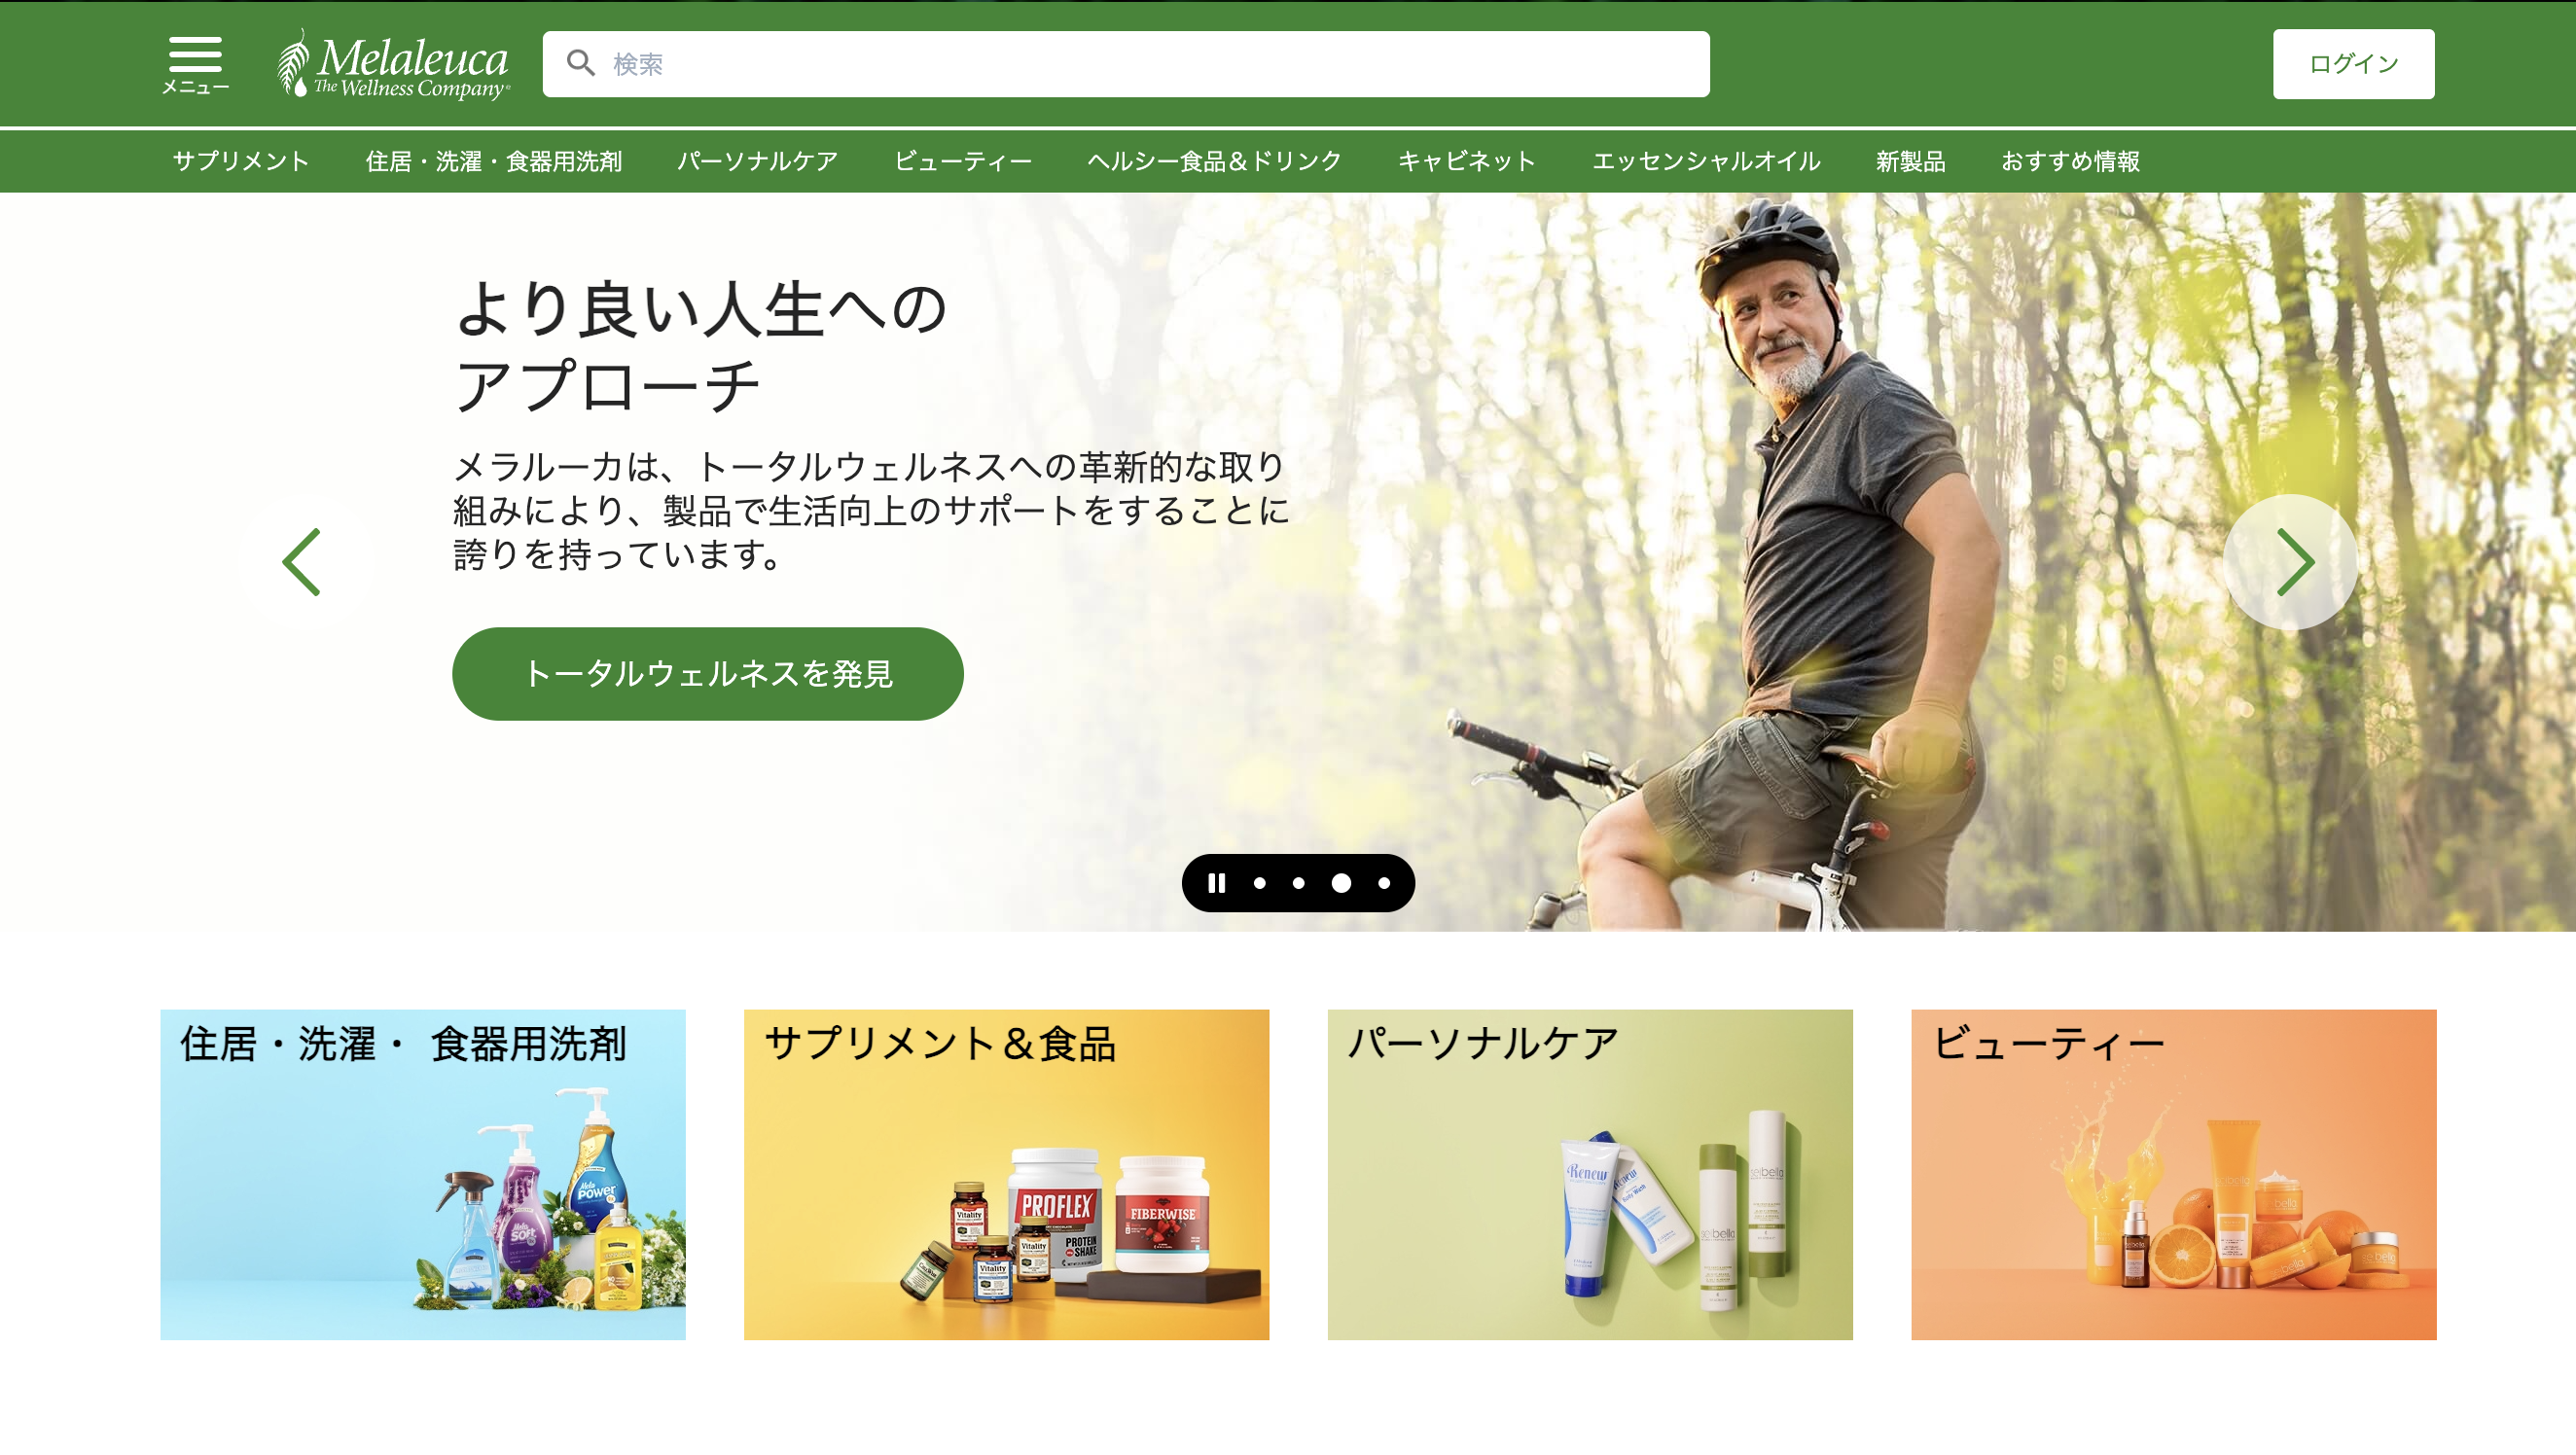 メニュー
Melaleuca
The Wellness Company
検索
ログイン
サプリメント
住居・洗濯・食器用洗剤
パーソナルケア
ビューティー
ヘルシー食品＆ドリンク
キャビネット
エッセンシャルオイル
新製品
おすすめ情報
より良い人生への
アプローチ
メラルーカは、トータルウェルネスへの革新的な取り
組みにより、製品で生活向上のサポートをすることに
誇りを持っています。
トータルウェルネスを発見
住居・洗濯・ 食器用洗剤
Mela
Power
Mela
Soft
サプリメント＆食品
PROFLEX
PROTEIN
SHAKE
FIBERWISE
Vitality
Vitality
Vitality
パーソナルケア
Renew
Renew
Body Wash
seibella
seibella
ビューティー